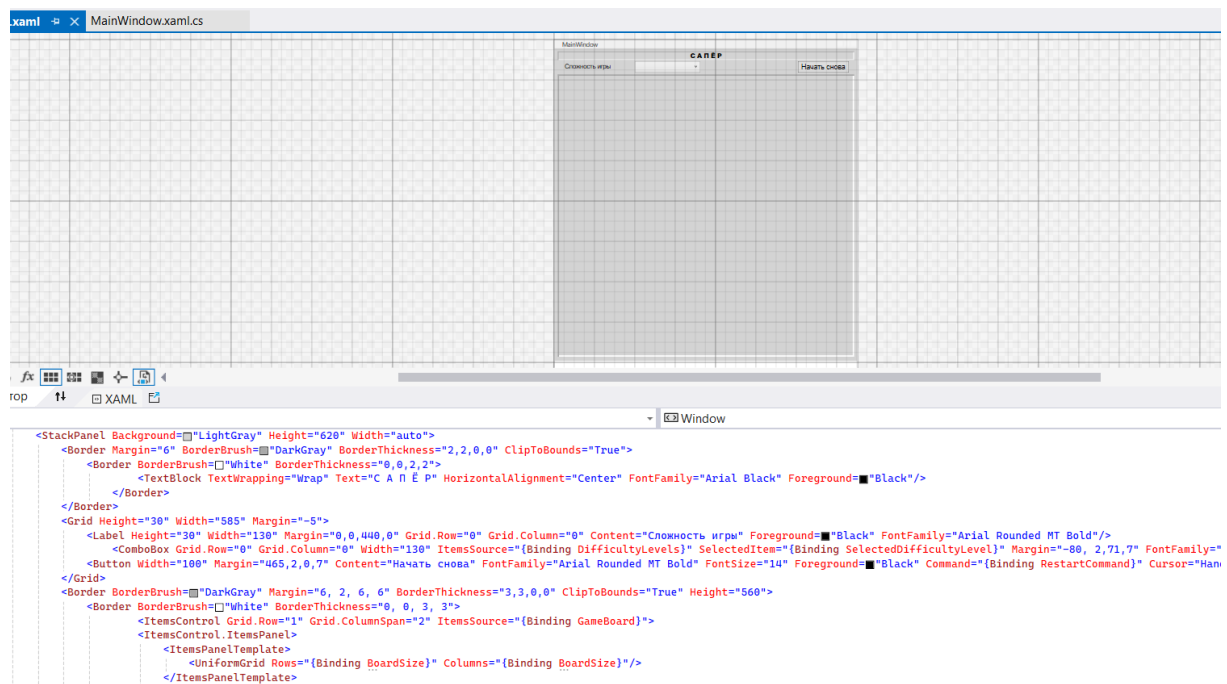 .xaml MainWindow.xaml.cs
MainWindow
С А П Ё Р
Сложность игры Начать снова
fx
тор XAML
Window
<StackPanel Background="LightGray" Height="620" Width="auto">
<Border Margin="6" BorderBrush="DarkGray" BorderThickness="2,2,0,0" ClipToBounds="True">
<Border BorderBrush="White" BorderThickness="0,0,2,2">
<TextBlock TextWrapping="Wrap" Text="С А П Ё Р" HorizontalAlignment="Center" FontFamily="Arial Black" Foreground="Black"/>
</Border>
</Border>
<Grid Height="30" Width="585" Margin="-5">
<Label Height="30" Width="130" Margin="0,0,440,0" Grid.Row="0" Grid.Column="0" Content="Сложность игры" Foreground="Black" FontFamily="Arial Rounded MT Bold"/>
<ComboBox Grid.Row="0" Grid.Column="0" Width="130" ItemsSource="{Binding DifficultyLevels}" SelectedItem="{Binding SelectedDifficultyLevel}" Margin="-80, 2,71,7" FontFamily="
<Button Width="100" Margin="465,2,0,7" Content="Начать снова" FontFamily="Arial Rounded MT Bold" FontSize="14" Foreground="Black" Command="{Binding RestartCommand}" Cursor="Han
</Grid>
<Border BorderBrush="DarkGray" Margin="6, 2, 6, 6" BorderThickness="3,3,0,0" ClipToBounds="True" Height="560">
<Border BorderBrush="White" BorderThickness="0, 0, 3, 3">
<ItemsControl Grid.Row="1" Grid.ColumnSpan="2" ItemsSource="{Binding GameBoard}">
<ItemsControl.ItemsPanel>
<ItemsPanelTemplate>
<UniformGrid Rows="{Binding BoardSize}" Columns="{Binding BoardSize}"/>
</ItemsPanelTemplate>